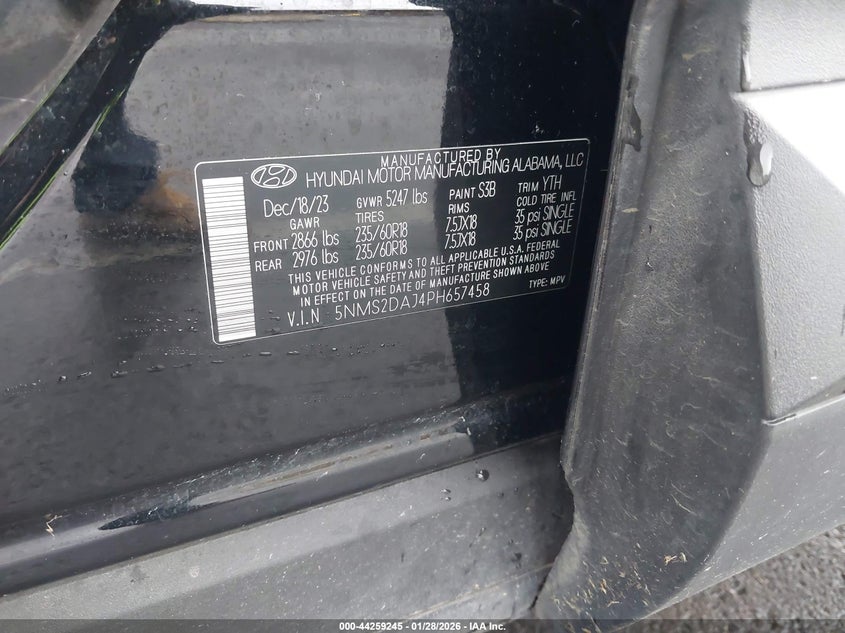 MANUFACTURED BY
HYUNDAI MOTOR MANUFACTURING ALABAMA, LLC
Dec/18/23 GVWR 5247 lbs PAINT S3B TRIM YTH
GAWR TIRES RIMS COLD TIRE INFL
FRONT 2866 lbs 235/60R18 7.5JX18 35 psi SINGLE
REAR 2976 lbs 235/60R18 7.5JX18 35 psi SINGLE
THIS VEHICLE CONFORMS TO ALL APPLICABLE U.S.A. FEDERAL
MOTOR VEHICLE SAFETY AND THEFT PREVENTION STANDARDS
IN EFFECT ON THE DATE OF MANUFACTURE SHOWN ABOVE
V.I.N 5NMS2DAJ4PH657458 TYPE: MPV
000-44259245 - 01/28/2026 - IAA Inc.